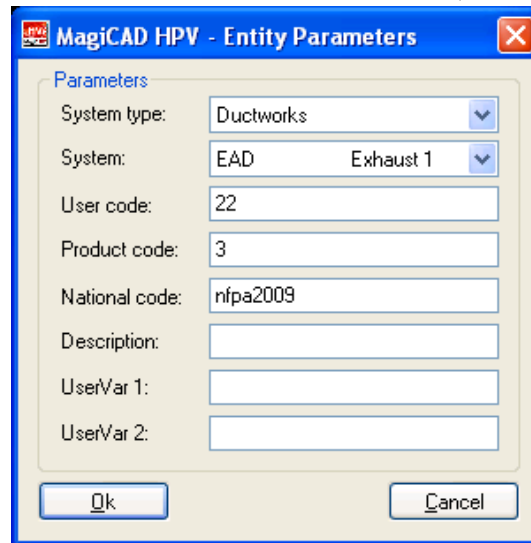 MagiCAD HPV - Entity Parameters
Parameters
System type: Ductworks
System: EAD Exhaust 1
User code: 22
Product code: 3
National code: nfpa2009
Description:
UserVar 1:
UserVar 2:
Ok Cancel